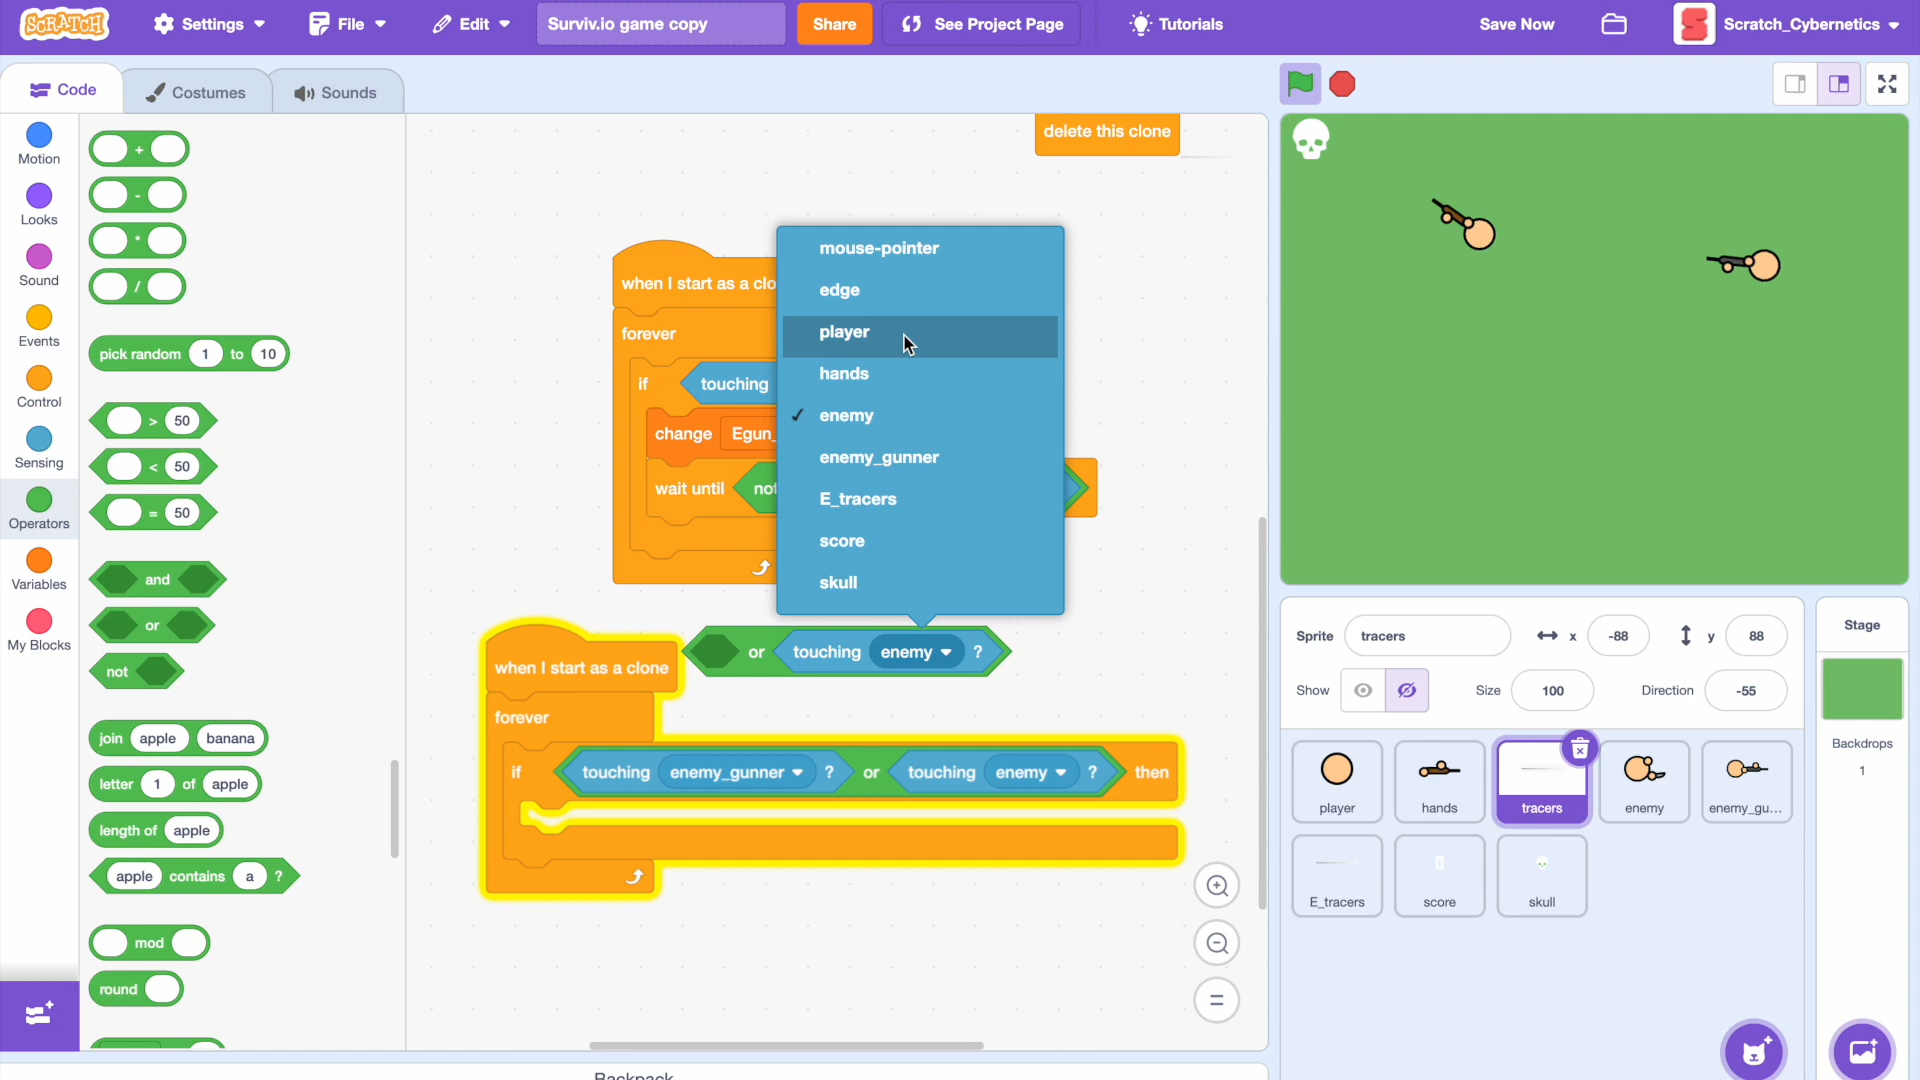 SCRATCH Settings File Edit Surviv.io game copy Share See Project Page Tutorials Save Now Scratch_Cybernetics
Code Costumes Sounds
Motion
Looks
Sound
Events
Control
Sensing
Operators
Variables
My Blocks
+
-
*
/
pick random 1 to 10
> 50
< 50
= 50
and
or
not
join apple banana
letter 1 of apple
length of apple
apple contains a ?
mod
round
delete this clone
when I start as a clo
forever
if touching
change Egun_
wait until not
mouse-pointer
edge
player
hands
✓ enemy
enemy_gunner
E_tracers
score
skull
or touching enemy ?
when I start as a clone
forever
if touching enemy_gunner ? or touching enemy ? then
Sprite tracers x -88 y 88
Show Size 100 Direction -55
player hands tracers enemy enemy_gu...
E_tracers score skull
Stage
Backdrops
1
Backpack